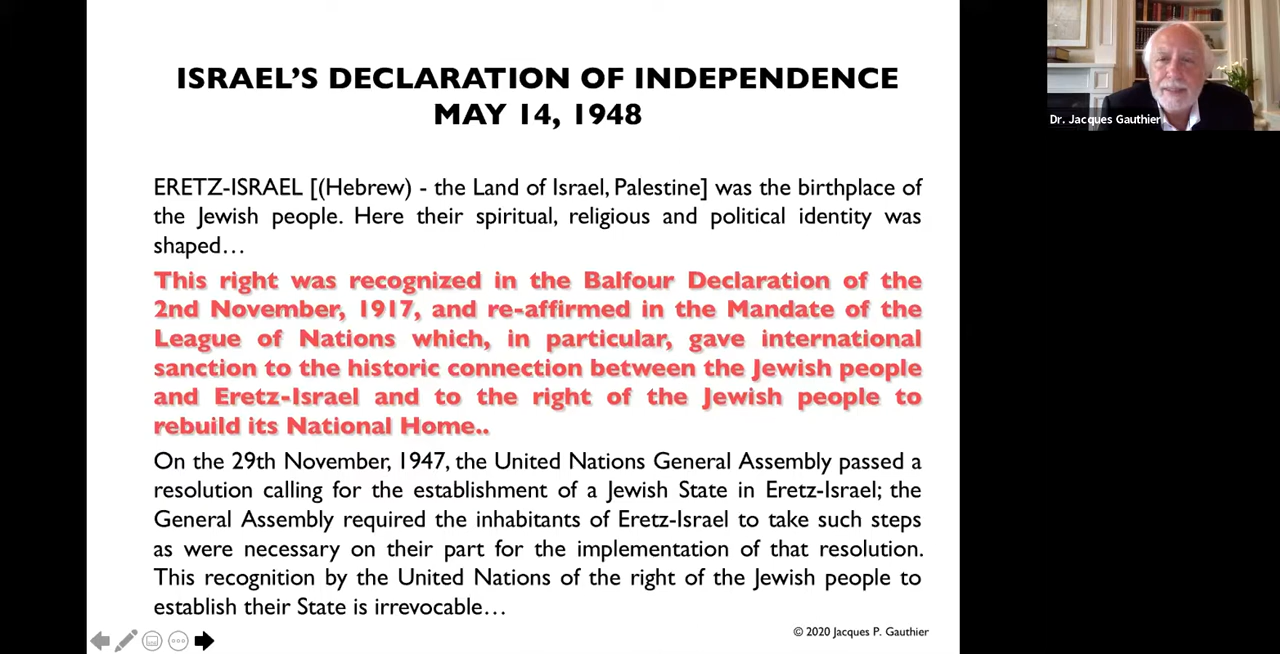 ISRAEL'S DECLARATION OF INDEPENDENCE
MAY 14, 1948
Dr. Jacques Gauthier
ERETZ-ISRAEL [(Hebrew) - the Land of Israel, Palestine] was the birthplace of
the Jewish people. Here their spiritual, religious and political identity was
shaped…
This right was recognized in the Balfour Declaration of the
2nd November, 1917, and re-affirmed in the Mandate of the
League of Nations which, in particular, gave international
sanction to the historic connection between the Jewish people
and Eretz-Israel and to the right of the Jewish people to
rebuild its National Home..
On the 29th November, 1947, the United Nations General Assembly passed a
resolution calling for the establishment of a Jewish State in Eretz-Israel; the
General Assembly required the inhabitants of Eretz-Israel to take such steps
as were necessary on their part for the implementation of that resolution.
This recognition by the United Nations of the right of the Jewish people to
establish their State is irrevocable…
© 2020 Jacques P. Gauthier